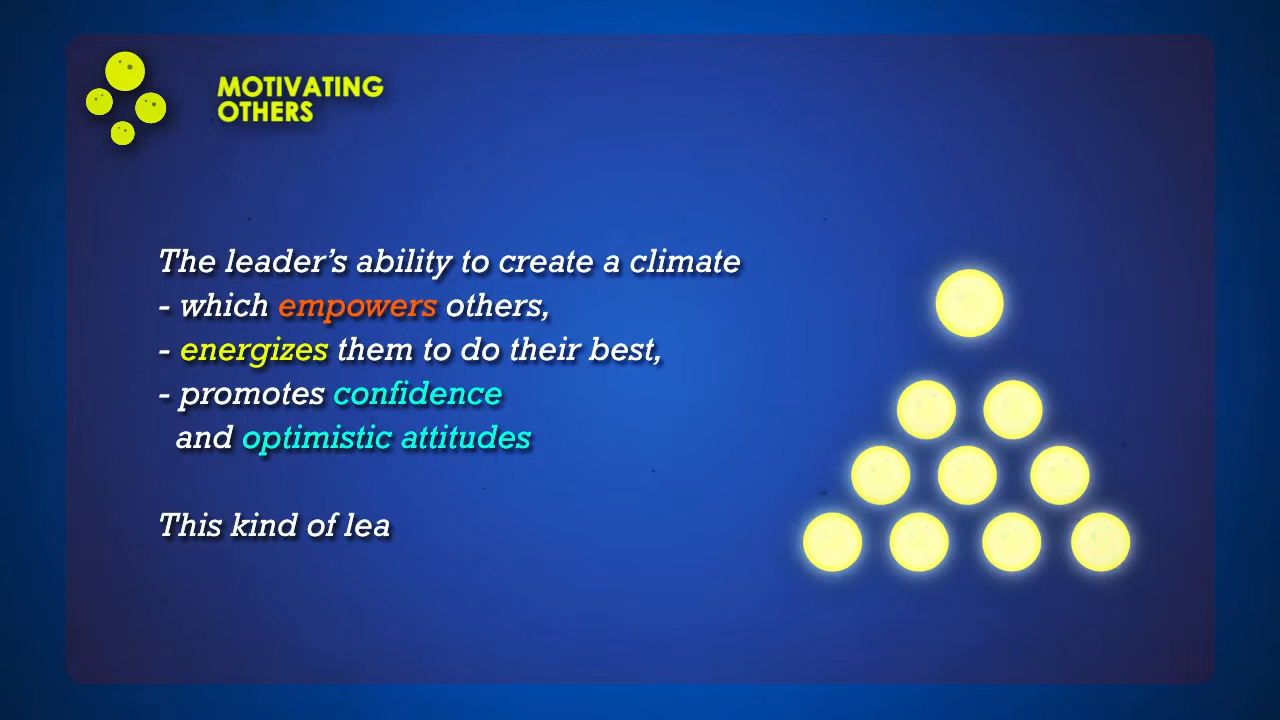 MOTIVATING
OTHERS
The leader's ability to create a climate
- which empowers others,
- energizes them to do their best,
- promotes confidence
and optimistic attitudes
This kind of lea